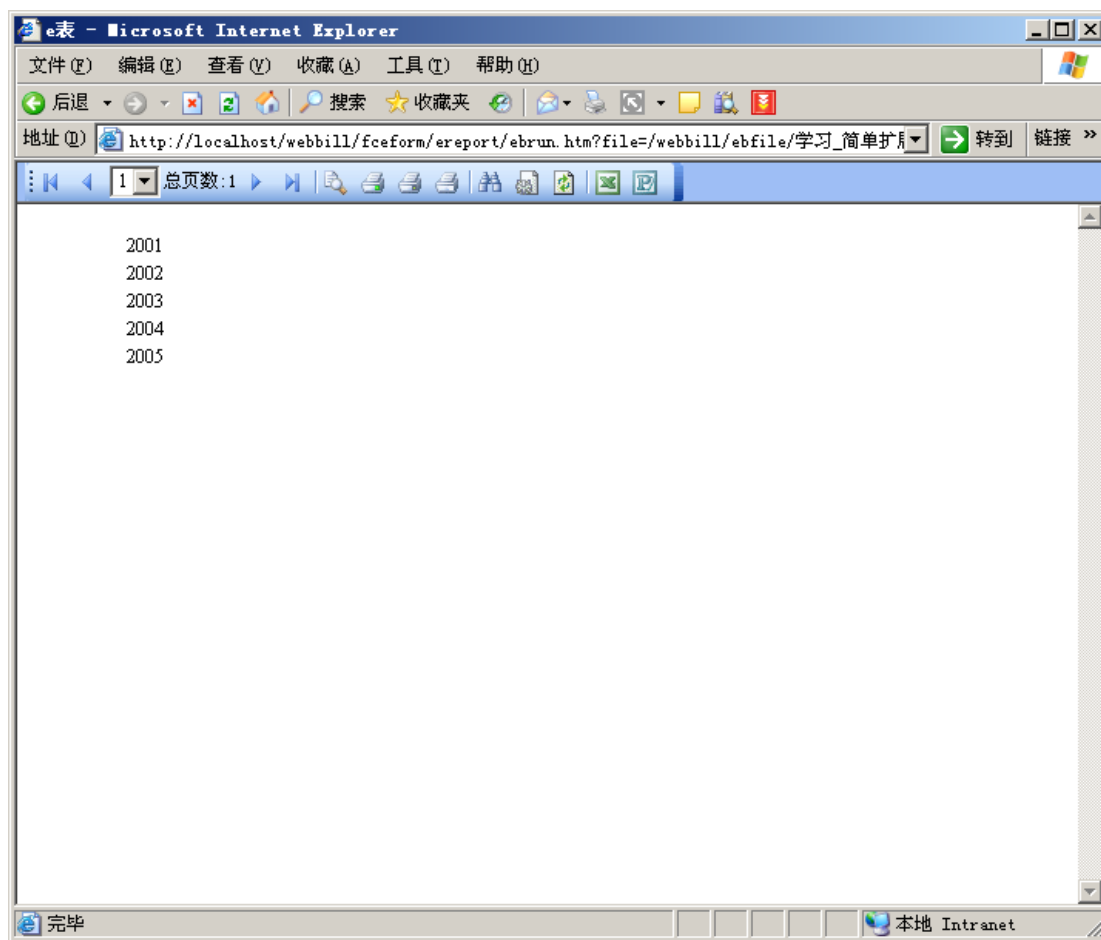 e表 - Microsoft Internet Explorer
文件(F) 编辑(E) 查看(V) 收藏(A) 工具(T) 帮助(H)
后退 搜索 收藏夹
地址(D) http://localhost/webbill/fceform/ereport/ebrun.htm?file=/webbill/ebfile/学习_简单扩展 转到 链接 »
1 总页数:1
2001
2002
2003
2004
2005
完毕 本地 Intranet